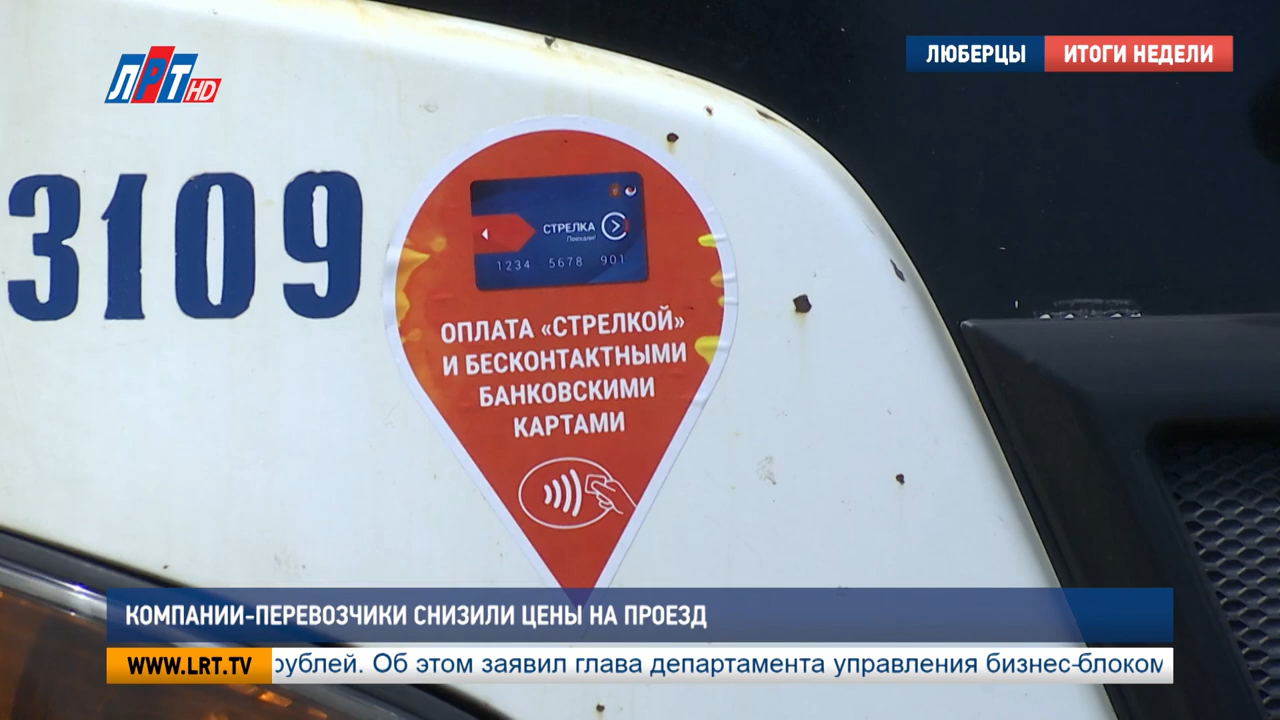 ЛРТ HD
ЛЮБЕРЦЫ ИТОГИ НЕДЕЛИ
3109
СТРЕЛКА
Поехали!
1234 5678 901
ОПЛАТА «СТРЕЛКОЙ»
И БЕСКОНТАКТНЫМИ
БАНКОВСКИМИ
КАРТАМИ
КОМПАНИИ-ПЕРЕВОЗЧИКИ СНИЗИЛИ ЦЕНЫ НА ПРОЕЗД
WWW.LRT.TV рублей. Об этом заявил глава департамента управления бизнес-блоком